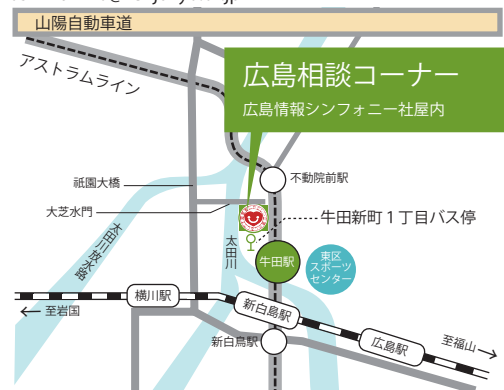 山陽自動車道
アストラムライン
広島相談コーナー
広島情報シンフォニー社屋内
不動院前駅
祇園大橋
大芝水門
牛田新町１丁目バス停
太田川放水路
太田川
牛田駅
東区
スポーツ
センター
横川駅
新白島駅
至岩国
広島駅
至福山
新白鳥駅